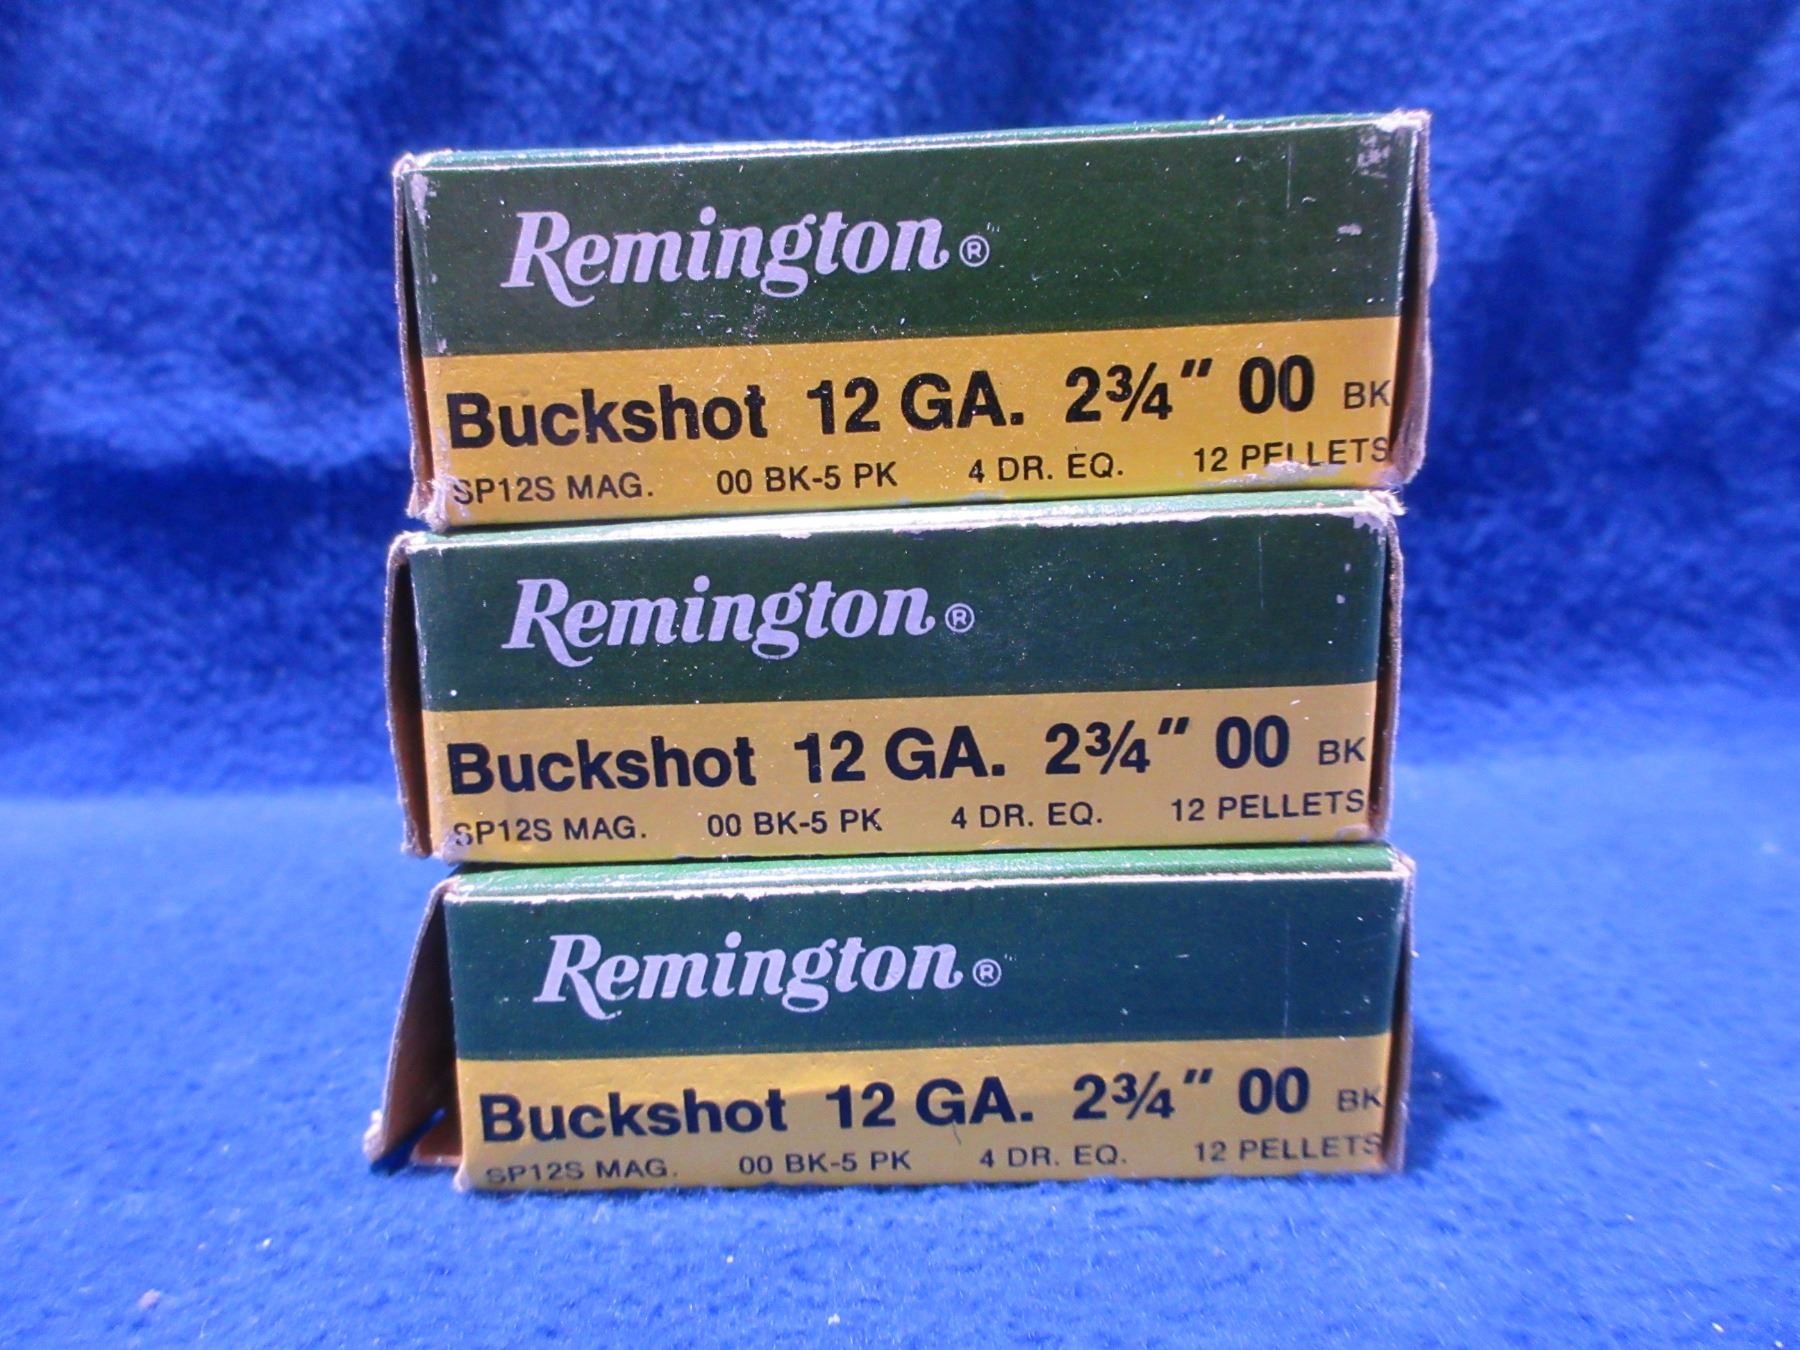 Remington®
Buckshot 12 GA. 2¾" 00 BK
SP12S MAG. 00 BK-5 PK 4 DR. EQ. 12 PELLETS
Remington®
Buckshot 12 GA. 2¾" 00 BK
SP12S MAG. 00 BK-5 PK 4 DR. EQ. 12 PELLETS
Remington®
Buckshot 12 GA. 2¾" 00 BK
SP12S MAG. 00 BK-5 PK 4 DR. EQ. 12 PELLETS